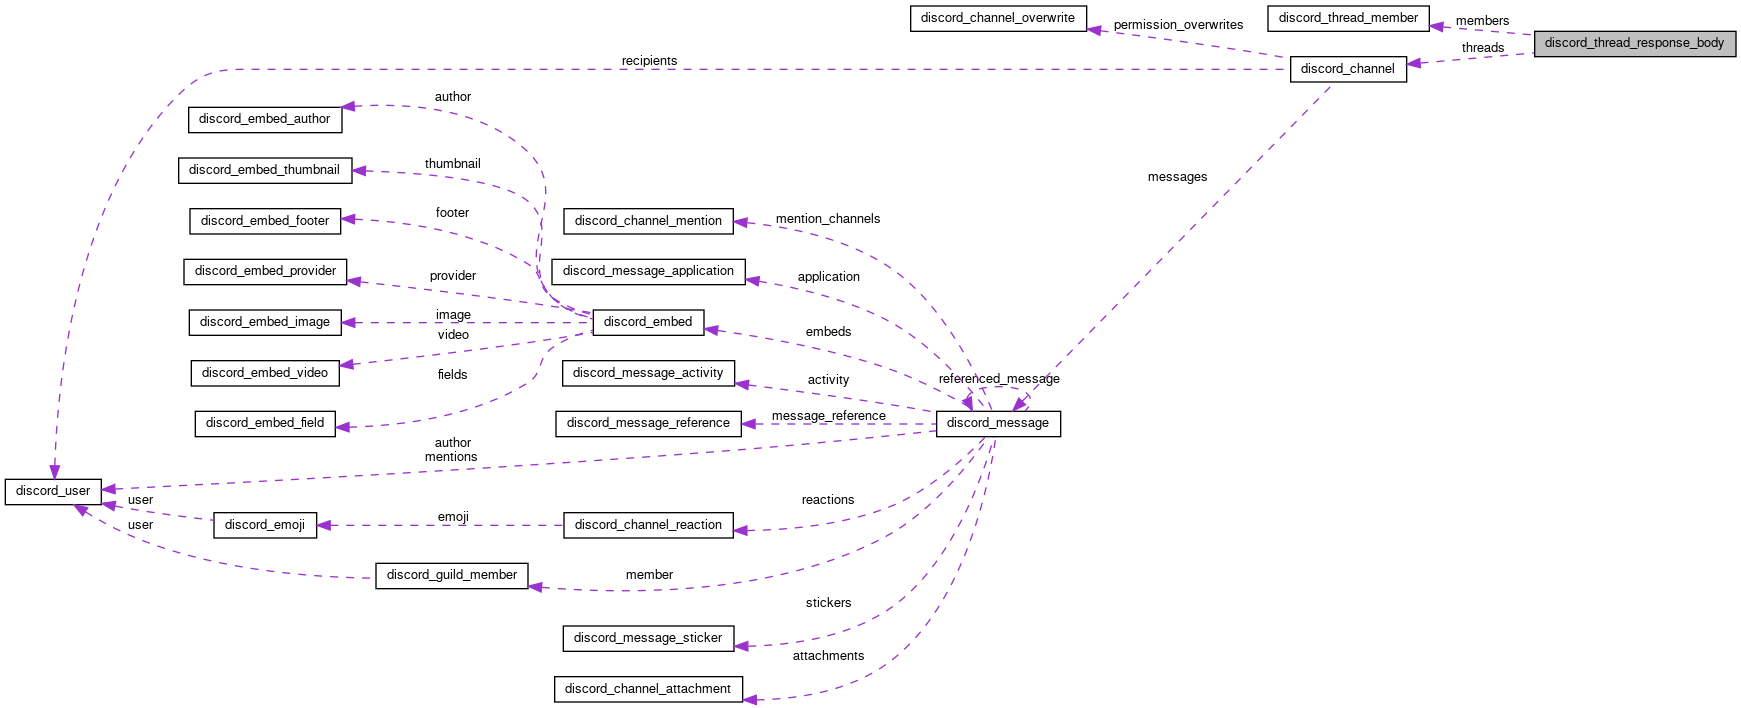 discord_channel_overwrite
permission_overwrites
discord_thread_member
members
discord_thread_response_body
threads
recipients
discord_channel
author
discord_embed_author
thumbnail
discord_embed_thumbnail
messages
footer
discord_embed_footer
discord_channel_mention
mention_channels
provider
discord_embed_provider
discord_message_application
application
image
discord_embed_image
discord_embed
embeds
video
discord_embed_video
discord_message_activity
activity
referenced_message
fields
discord_embed_field
discord_message_reference
message_reference
discord_message
author
mentions
discord_user
user
user
discord_emoji
emoji
discord_channel_reaction
reactions
discord_guild_member
member
stickers
discord_message_sticker
attachments
discord_channel_attachment